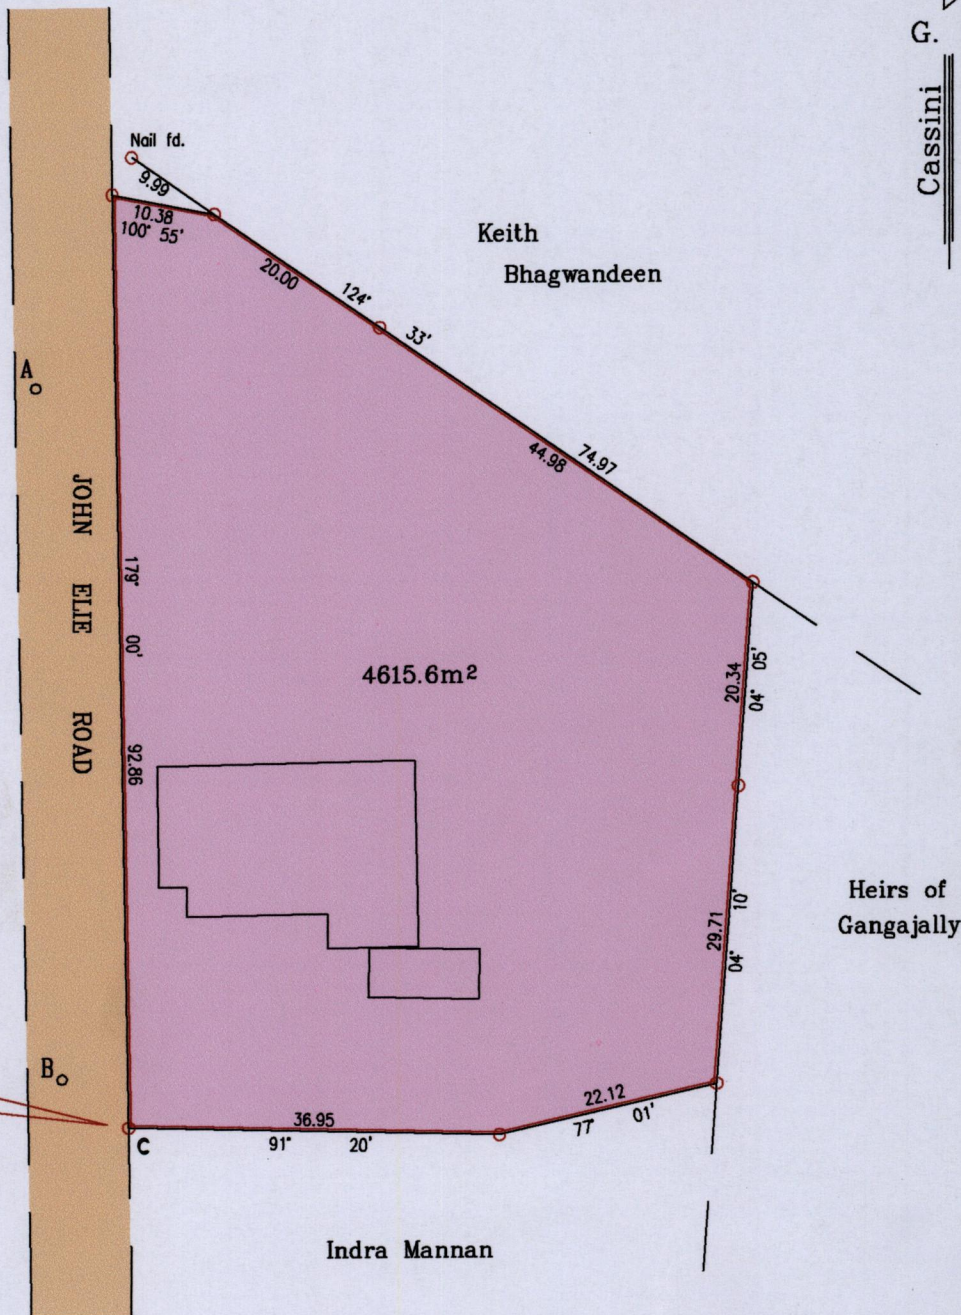 G.
Cassini
Nail fd.
9.99
10.38
100° 55'
20.00
124°
33'
Keith
Bhagwandeen
44.98
74.97
A
JOHN ELIE ROAD
179° 00'
92.86
4615.6m²
20.34
04° 05'
29.71
04° 10'
Heirs of
Gangajally
B
C
36.95
91° 20'
22.12
77° 01'
Indra Mannan